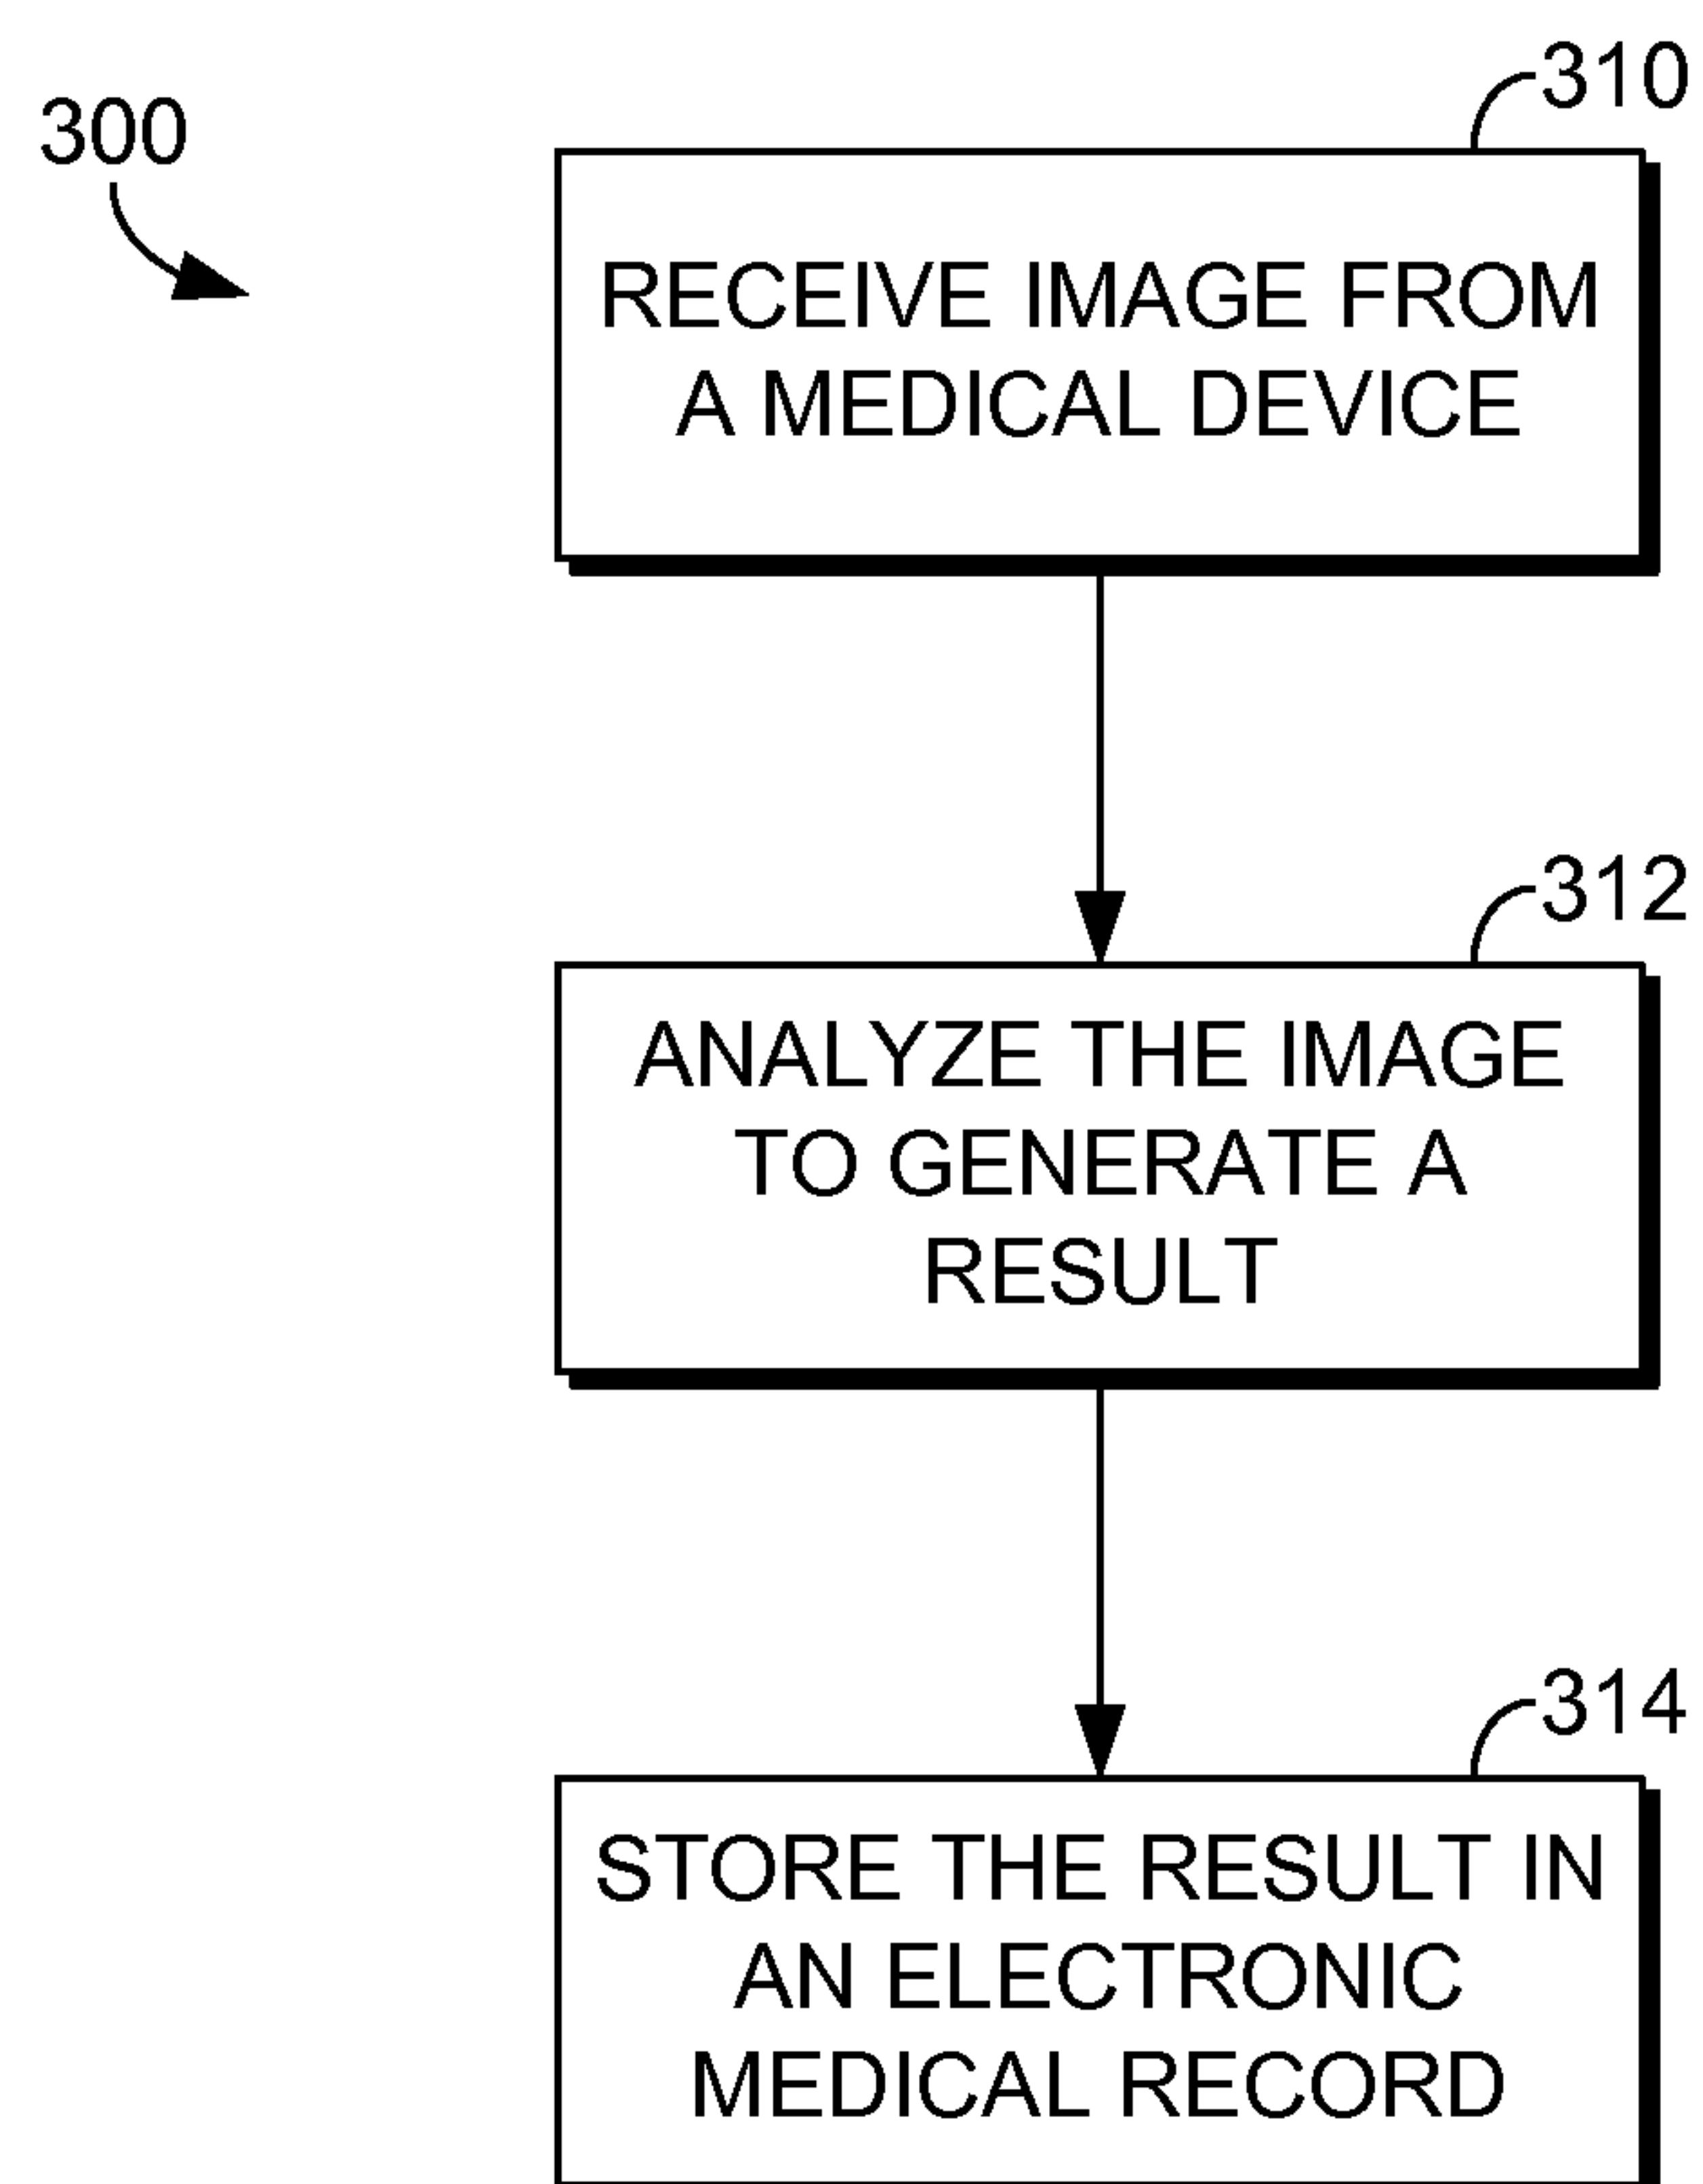 300
310
RECEIVE IMAGE FROM
A MEDICAL DEVICE
312
ANALYZE THE IMAGE
TO GENERATE A
RESULT
314
STORE THE RESULT IN
AN ELECTRONIC
MEDICAL RECORD